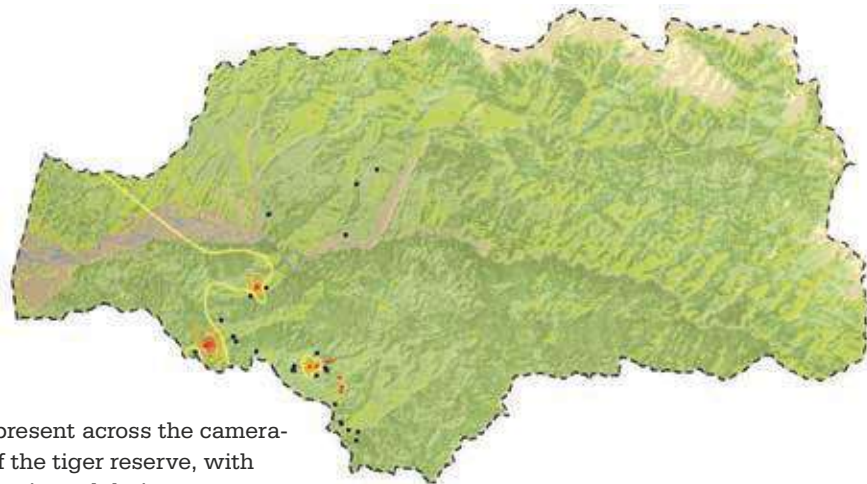 present across the camera-
f the tiger reserve, with